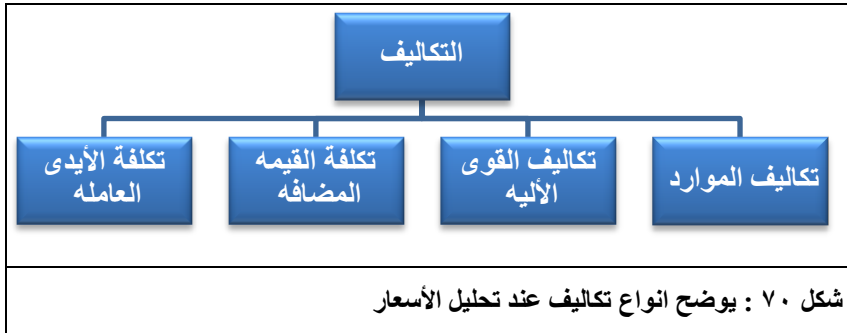 التكاليف
تكاليف الموارد
تكاليف القوى
الأليه
تكلفة القيمه
المضافه
تكلفة الأيدى
العامله
شكل ٧٠ : يوضح انواع تكاليف عند تحليل الأسعار